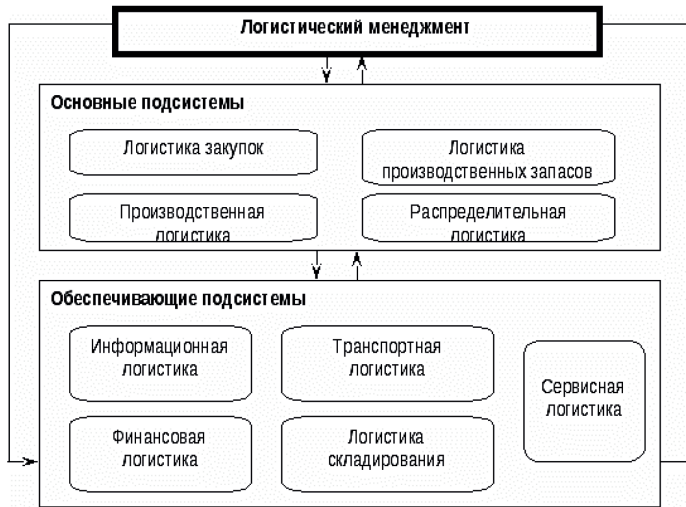 Логистический менеджмент
Основные подсистемы
Логистика закупок
Логистика
производственных запасов
Производственная
логистика
Распределительная
логистика
Обеспечивающие подсистемы
Информационная
логистика
Транспортная
логистика
Сервисная
логистика
Финансовая
логистика
Логистика
складирования